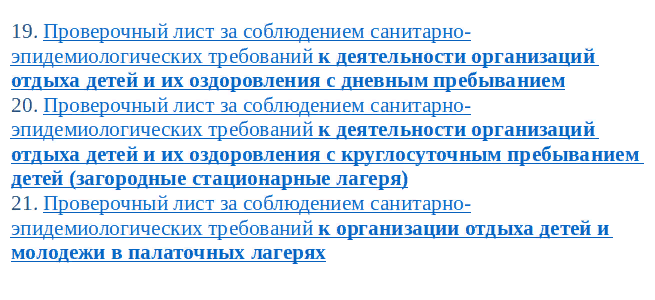 19. Проверочный лист за соблюдением санитарно-
эпидемиологических требований к деятельности организаций
отдыха детей и их оздоровления с дневным пребыванием
20. Проверочный лист за соблюдением санитарно-
эпидемиологических требований к деятельности организаций
отдыха детей и их оздоровления с круглосуточным пребыванием
детей (загородные стационарные лагеря)
21. Проверочный лист за соблюдением санитарно-
эпидемиологических требований к организации отдыха детей и
молодежи в палаточных лагерях